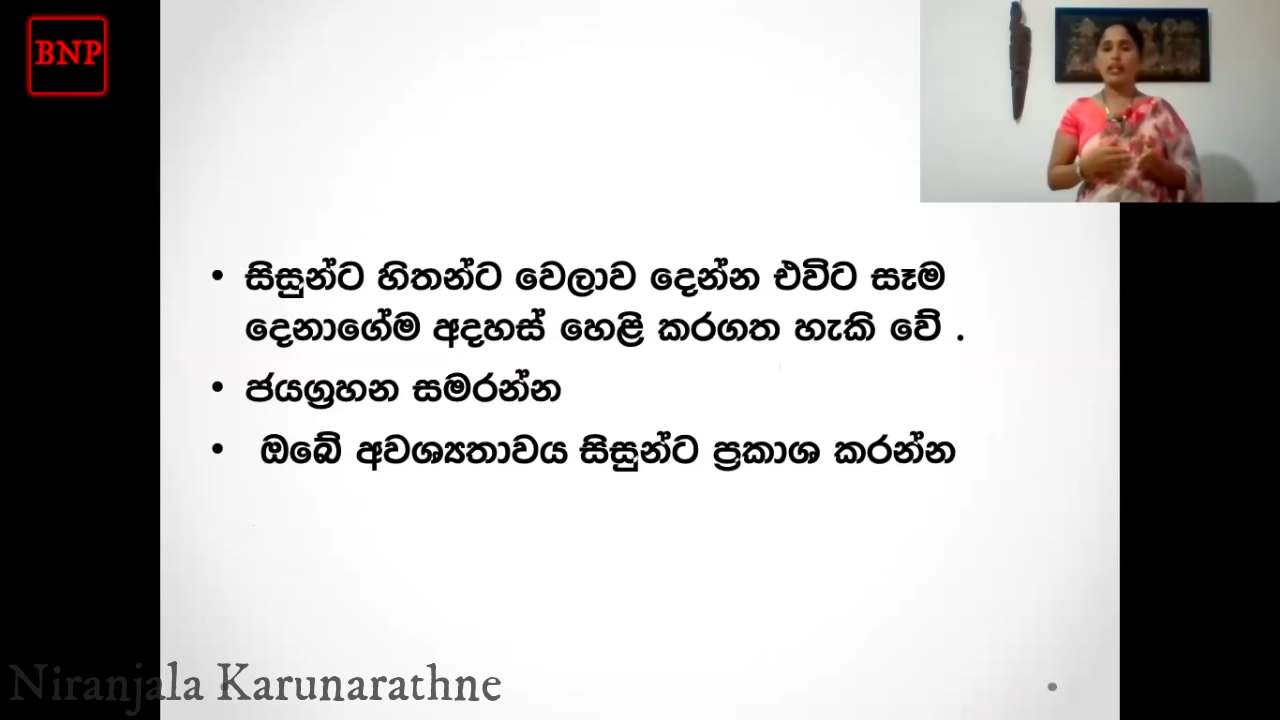 BNP
• සිසුන්ට හිතන්ට වෙලාව දෙන්න එවිට සෑම
දෙනාගේම අදහස් හෙළි කරගත හැකි වේ .
• ජයග්‍රහන සමරන්න
• ඔබේ අවශ්‍යතාවය සිසුන්ට ප්‍රකාශ කරන්න
Niranjala Karunarathne